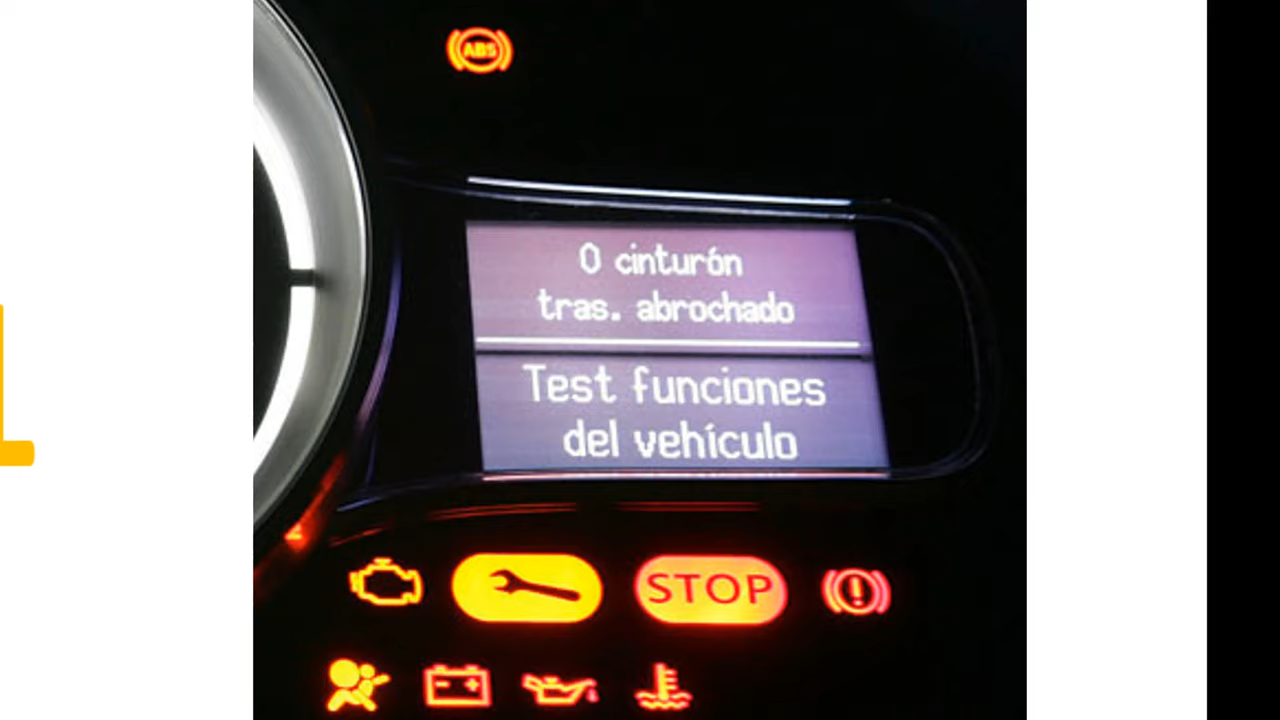 ABS
0 cinturón
tras. abrochado
Test funciones
del vehículo
STOP